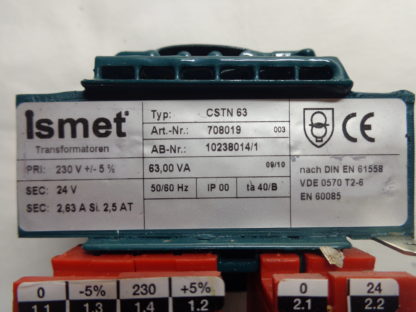 Ismet
Transformatoren
Typ: CSTN 63
Art.-Nr.: 708019 003
AB-Nr.: 10238014/1
PRI: 230 V +/- 5 %
63,00 VA 09/10
SEC: 24 V
50/60 Hz IP 00 ta 40/B
SEC: 2,63 A Si. 2,5 AT
CE
nach DIN EN 61558
VDE 0570 T2-6
EN 60085
0 -5% 230 +5% 0 24
1.1 1.3 1.4 1.2 2.1 2.2